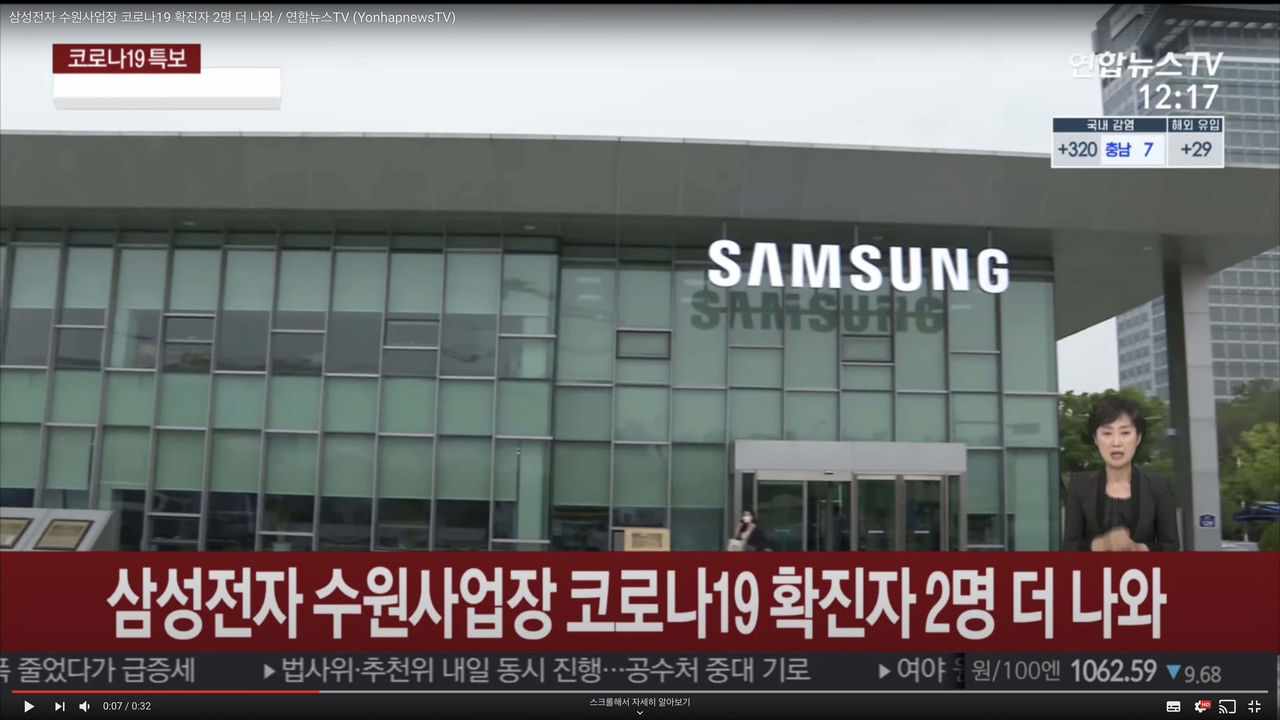 삼성전자 수원사업장 코로나19 확진자 2명 더 나와 / 연합뉴스TV (YonhapnewsTV)
코로나19 특보
연합뉴스TV
12:17
국내 감염 해외 유입
+320 충남 7 +29
SAMSUNG
삼성전자 수원사업장 코로나19 확진자 2명 더 나와
줄었다가 급증세 ▶법사위·추천위 내일 동시 진행…공수처 중대 기로 ▶여야 원/100엔 1062.59 ▼9.68
스크롤해서 자세히 알아보기
0:07 / 0:32
HD